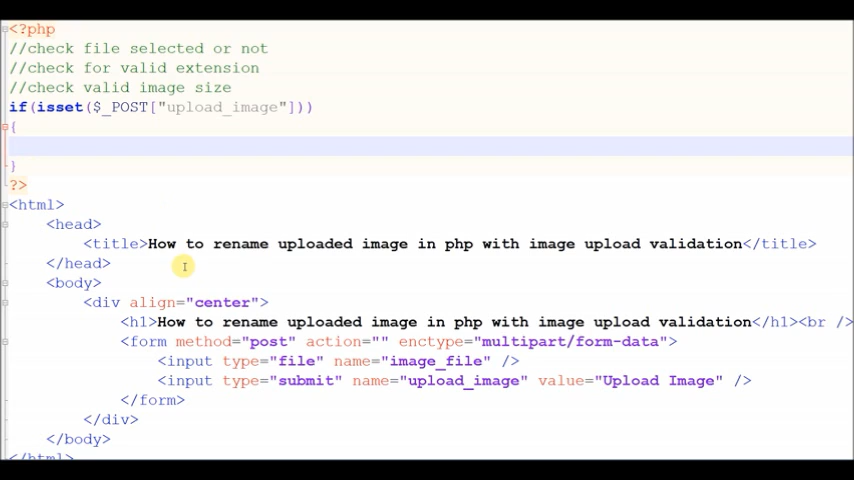 <?php
//check file selected or not
//check for valid extension
//check valid image size
if(isset($_POST["upload_image"]))
{
}
?>
<html>
<head>
<title>How to rename uploaded image in php with image upload validation</title>
</head>
<body>
<div align="center">
<h1>How to rename uploaded image in php with image upload validation</h1><br />
<form method="post" action="" enctype="multipart/form-data">
<input type="file" name="image_file" />
<input type="submit" name="upload_image" value="Upload Image" />
</form>
</div>
</body>
</html>